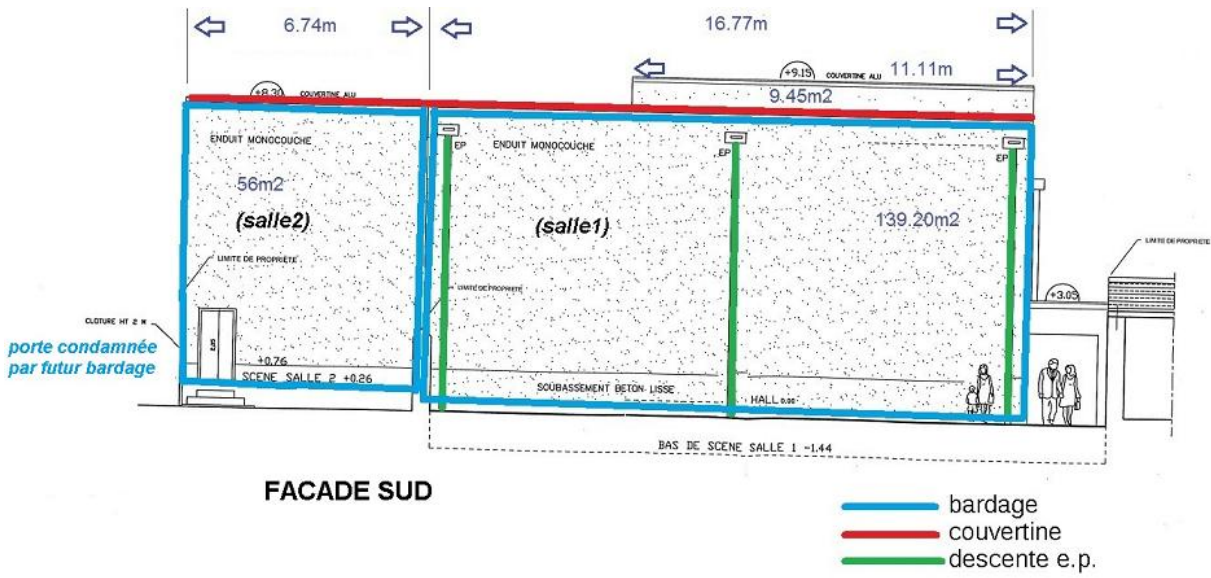 6.74m
16.77m
+9.15
COUVERTINE ALU
11.11m
+8.30
COUVERTINE ALU
9.45m2
ENDUIT MONOCOUCHE
EP
ENDUIT MONOCOUCHE
EP
EP
56m2
(salle2)
(salle1)
139.20m2
LIMITE DE PROPRIETE
LIMITE DE PROPRIETE
LIMITE DE PROPRIETE
+3.05
CLOTURE HT 2 M
porte condamnée
par futur bardage
+0.76
SCENE SALLE 2 +0.26
SOUBASSEMENT BETON LISSE
HALL 0.00
BAS DE SCENE SALLE 1 -1.44
FACADE SUD
bardage
couvertine
descente e.p.